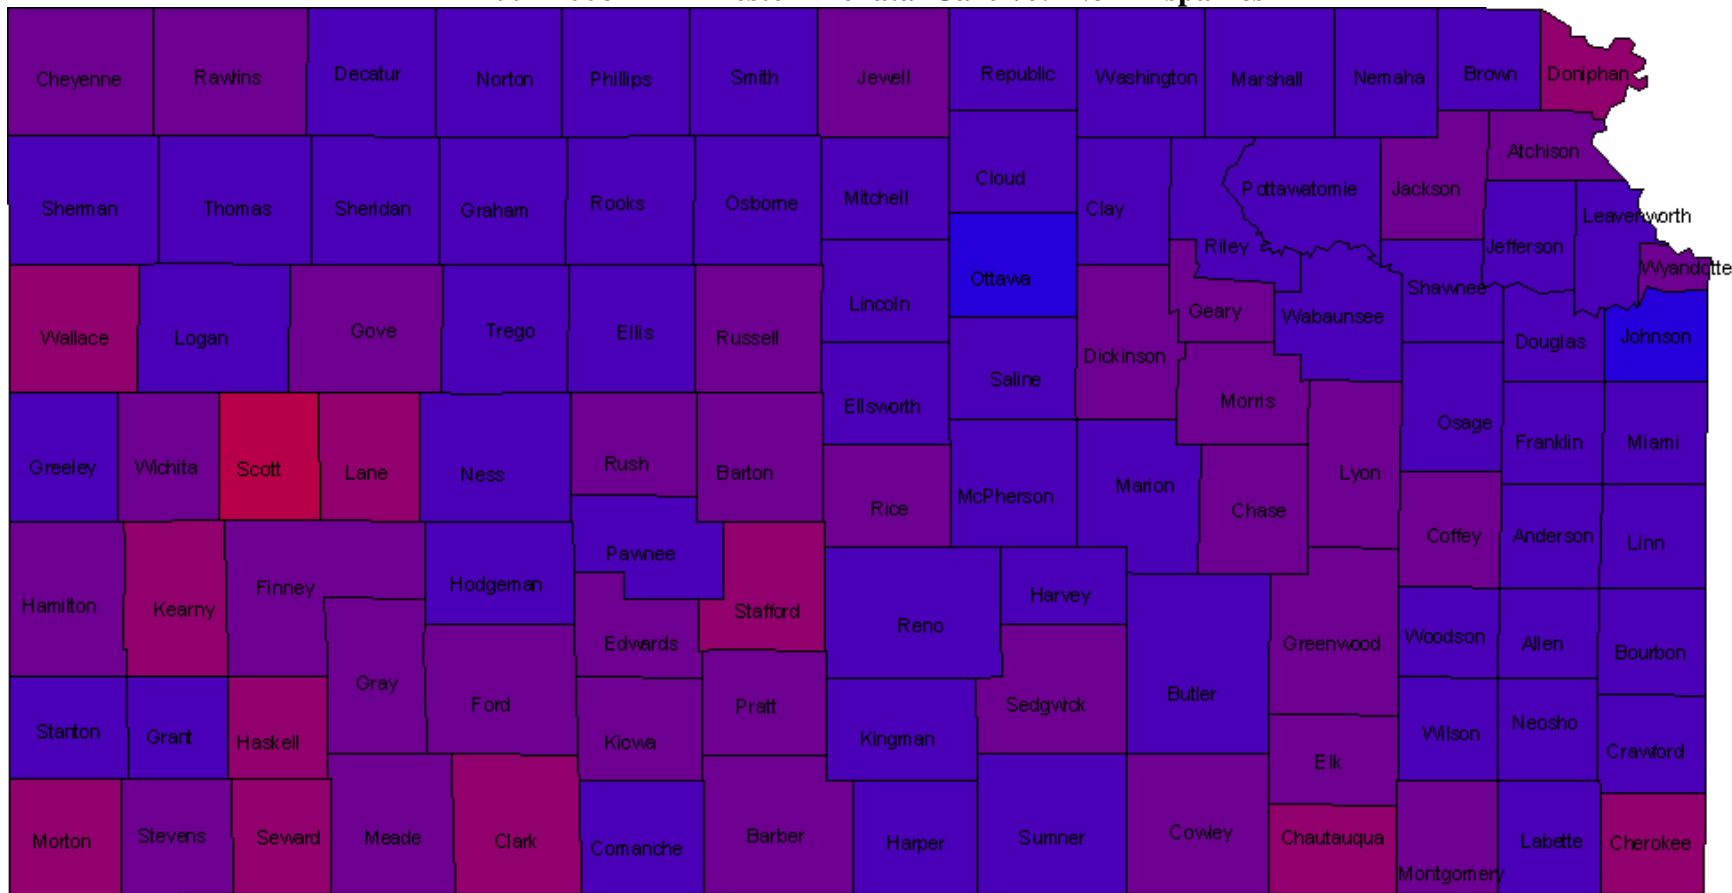 Cheyenne Rawlins Decatur Norton Phillips Smith Jewell Republic Washington Marshall Nemaha Brown Doniphan
Atchison
Sherman Thomas Sheridan Graham Rooks Osborne Mitchell Cloud Clay Pottawatomie Jackson
Leavenworth
Riley Jefferson
Wyandotte
Ottawa Shawnee
Lincoln Geary Wabaunsee
Wallace Logan Gove Trego Ellis Russell Dickinson Douglas Johnson
Saline
Ellsworth Morris
Osage Franklin Miami
Greeley Wichita Scott Lane Ness Rush Barton Lyon
Rice McPherson Marion Chase
Coffey Anderson Linn
Pawnee
Hamilton Kearny Finney Hodgeman Stafford Harvey
Reno
Edwards Greenwood Woodson Allen Bourbon
Gray Ford Pratt Sedgwick Butler
Stanton Grant Haskell Kiowa Kingman Wilson Neosho Crawford
Elk
Morton Stevens Seward Meade Clark Comanche Barber Harper Sumner Cowley Chautauqua Labette Cherokee
Montgomery